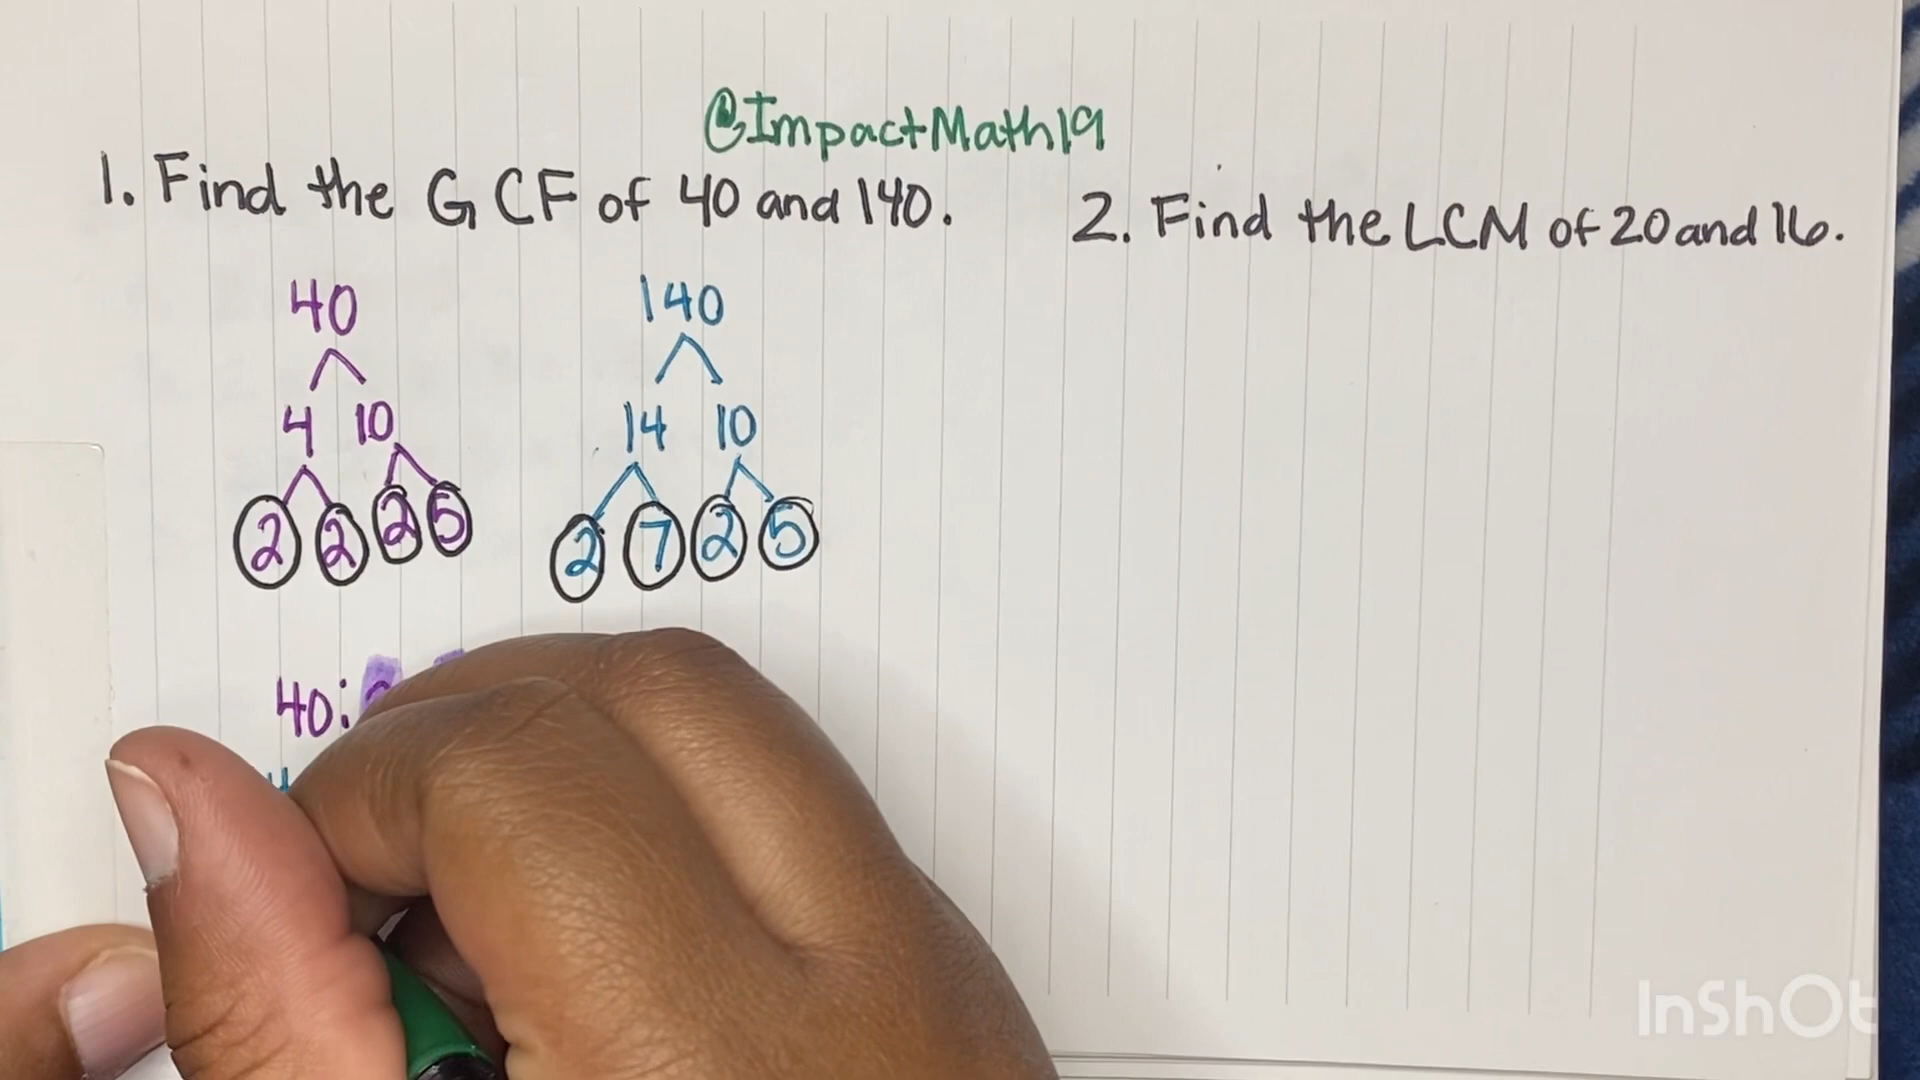 @ImpactMath19
1. Find the GCF of 40 and 140.
2. Find the LCM of 20 and 16.
40
140
4 10
14 10
2 2 2 5
2 7 2 5
40:
InShOt